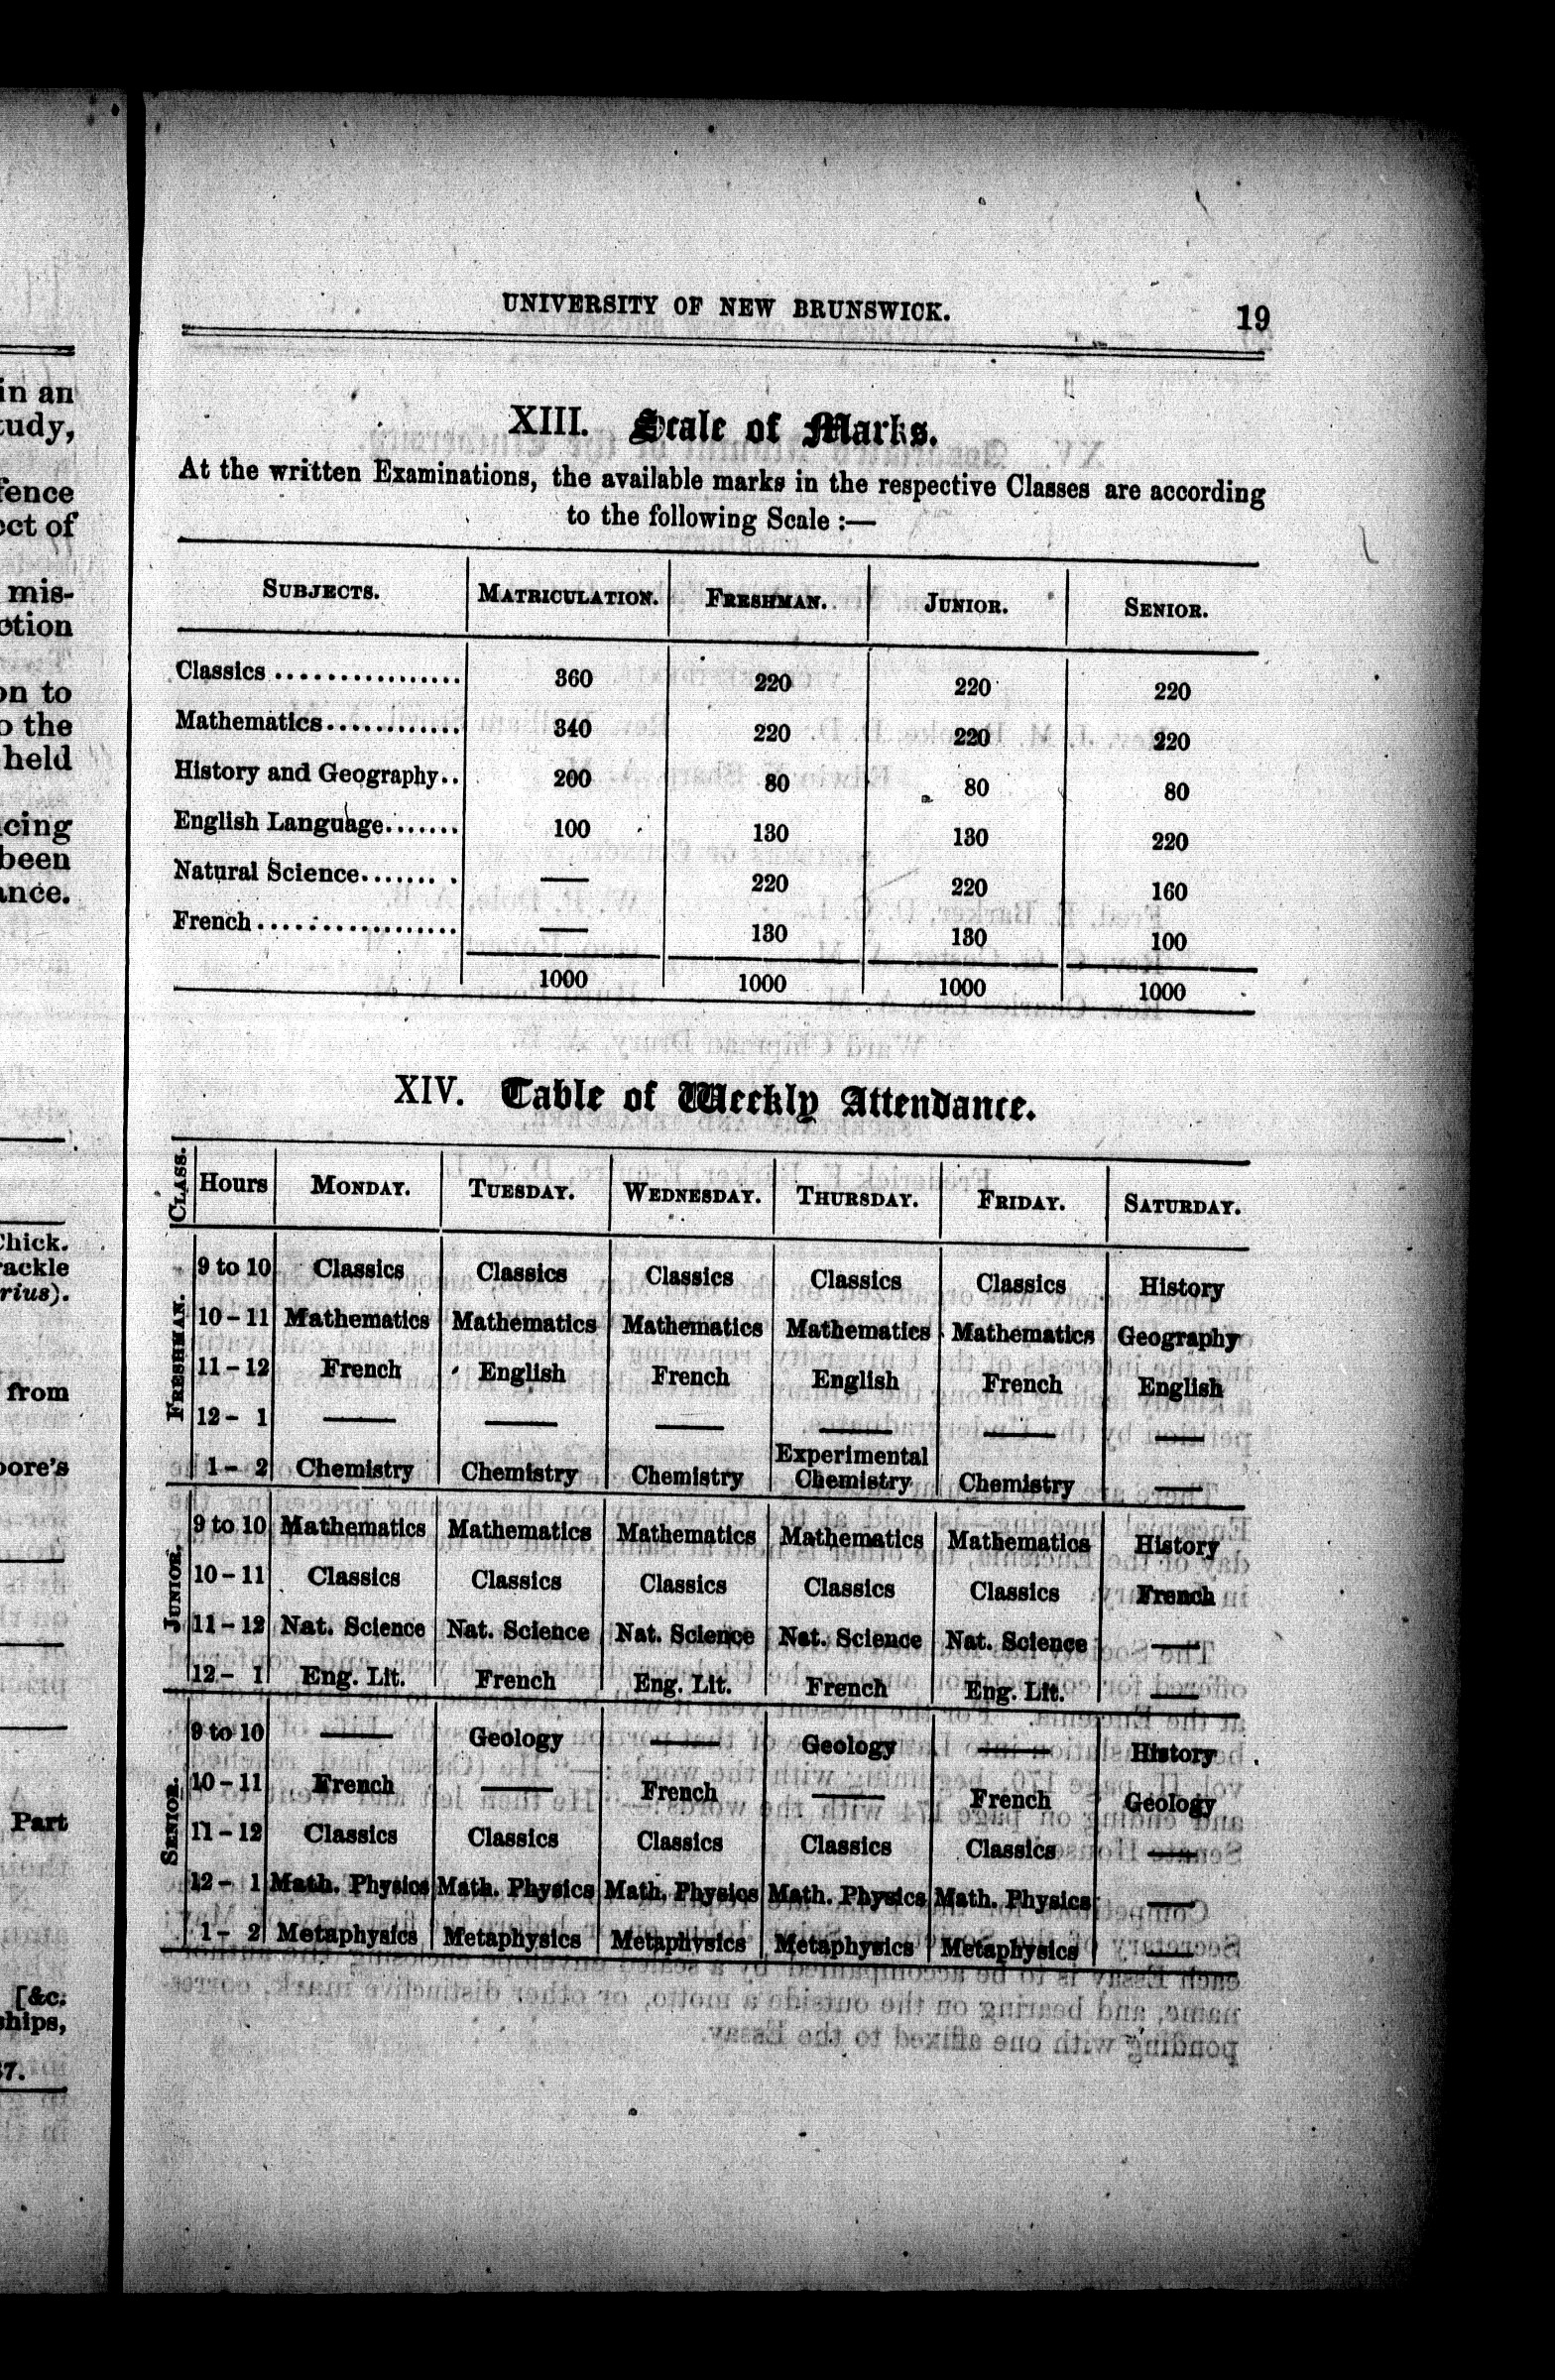 UNIVERSITY OF NEW BRUNSWICK. 19
XIII. Scale of Marks.
At the written Examinations, the available marks in the respective Classes are according
to the following Scale :—
SUBJECTS. MATRICULATION. FRESHMAN. JUNIOR. SENIOR.
Classics ................ 360 220 220 220
Mathematics............ 340 220 220 220
History and Geography.. 200 80 80 80
English Language....... 100 130 130 220
Natural Science....... . — 220 220 160
French .................. — 130 130 100
1000 1000 1000 1000
XIV. Table of Weekly Attendance.
CLASS. Hours MONDAY. TUESDAY. WEDNESDAY. THURSDAY. FRIDAY. SATURDAY.
FRESHMAN.
9 to 10 Classics Classics Classics Classics Classics History
10 - 11 Mathematics Mathematics Mathematics Mathematics Mathematics Geography
11 - 12 French English French English French English
12 - 1 — — — — — —
1 - 2 Chemistry Chemistry Chemistry Experimental Chemistry Chemistry —
JUNIOR.
9 to 10 Mathematics Mathematics Mathematics Mathematics Mathematics History
10 - 11 Classics Classics Classics Classics Classics French
11 - 12 Nat. Science Nat. Science Nat. Science Nat. Science Nat. Science —
12 - 1 Eng. Lit. French Eng. Lit. French Eng. Lit. —
SENIOR.
9 to 10 — Geology — Geology — History
10 - 11 French — French — French Geology
11 - 12 Classics Classics Classics Classics Classics —
12 - 1 Math. Physics Math. Physics Math. Physics Math. Physics Math. Physics —
1 - 2 Metaphysics Metaphysics Metaphysics Metaphysics Metaphysics —
in an
held
been
from
Part
[&c.